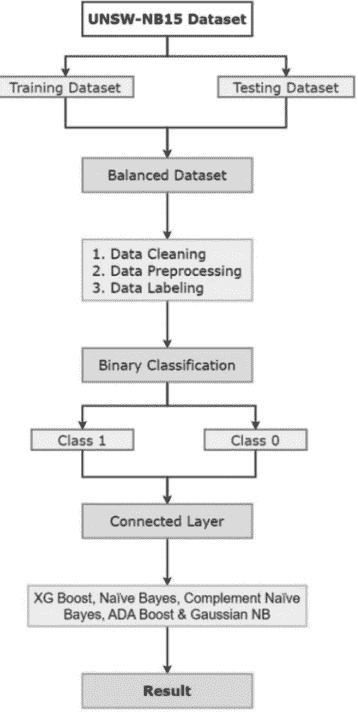 UNSW-NB15 Dataset
Training Dataset
Testing Dataset
Balanced Dataset
1. Data Cleaning
2. Data Preprocessing
3. Data Labeling
Binary Classification
Class 1
Class 0
Connected Layer
XG Boost, Naïve Bayes, Complement Naïve
Bayes, ADA Boost & Gaussian NB
Result